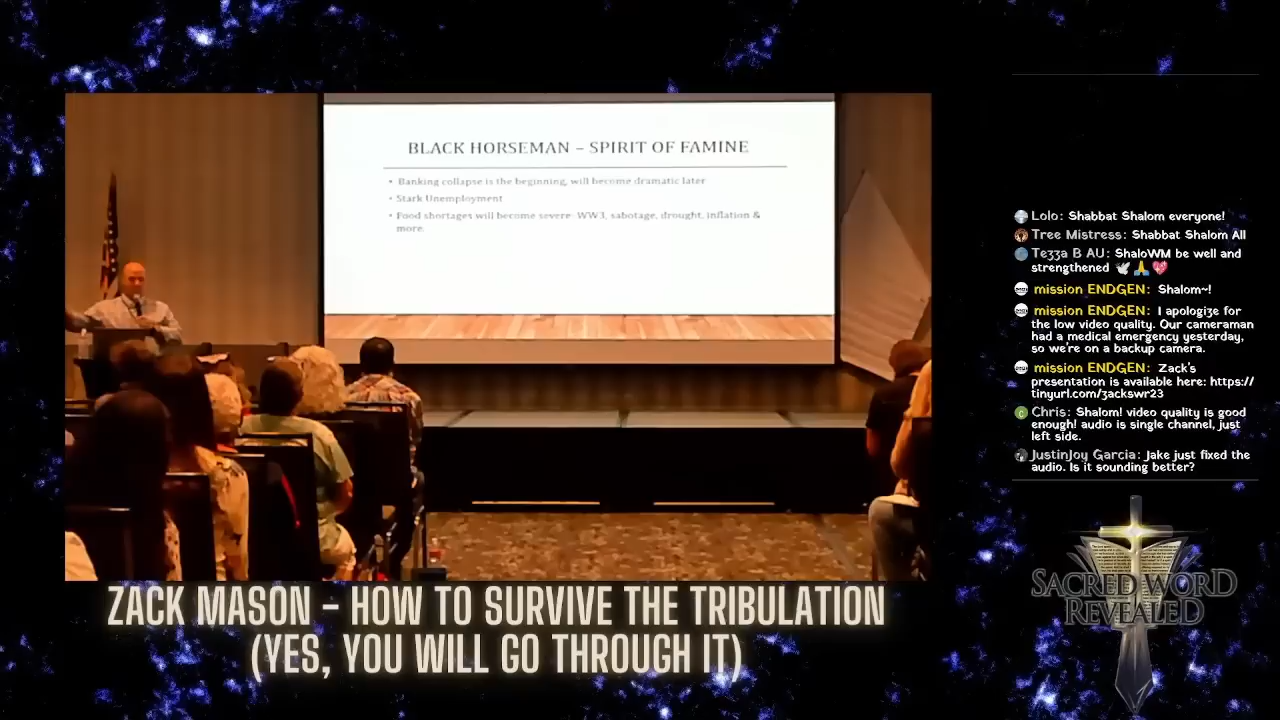 BLACK HORSEMAN – SPIRIT OF FAMINE
• Banking collapse is the beginning, will become dramatic later
• Stark Unemployment
• Food shortages will become severe: WW3, sabotage, drought, inflation &
more.
Lolo: Shabbat Shalom everyone!
Tree Mistress: Shabbat Shalom All
Te33a B AU: ShaloWM be well and
strengthened 🕊️🙏💖
mission ENDGEN: Shalom~!
mission ENDGEN: I apologize for
the low video quality. Our cameraman
had a medical emergency yesterday,
so we're on a backup camera.
mission ENDGEN: Zack's
presentation is available here: https://
tinyurl.com/zackswr23
Chris: Shalom! video quality is good
enough! audio is single channel, just
left side.
JustinJoy Garcia: Jake just fixed the
audio. Is it sounding better?
SACRED WORD
REVEALED
ZACK MASON – HOW TO SURVIVE THE TRIBULATION
(YES, YOU WILL GO THROUGH IT)